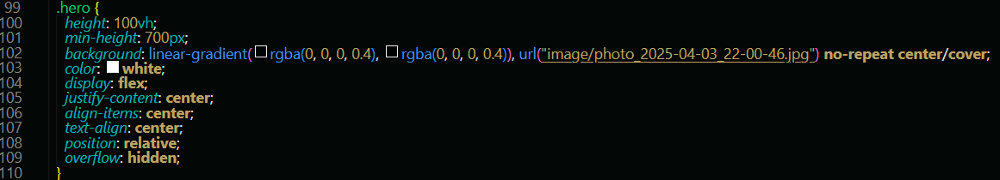 99 .hero {
100 height: 100vh;
101 min-height: 700px;
102 background: linear-gradient(rgba(0, 0, 0, 0.4), rgba(0, 0, 0, 0.4)), url("image/photo_2025-04-03_22-00-46.jpg") no-repeat center/cover;
103 color: white;
104 display: flex;
105 justify-content: center;
106 align-items: center;
107 text-align: center;
108 position: relative;
109 overflow: hidden;
110 }